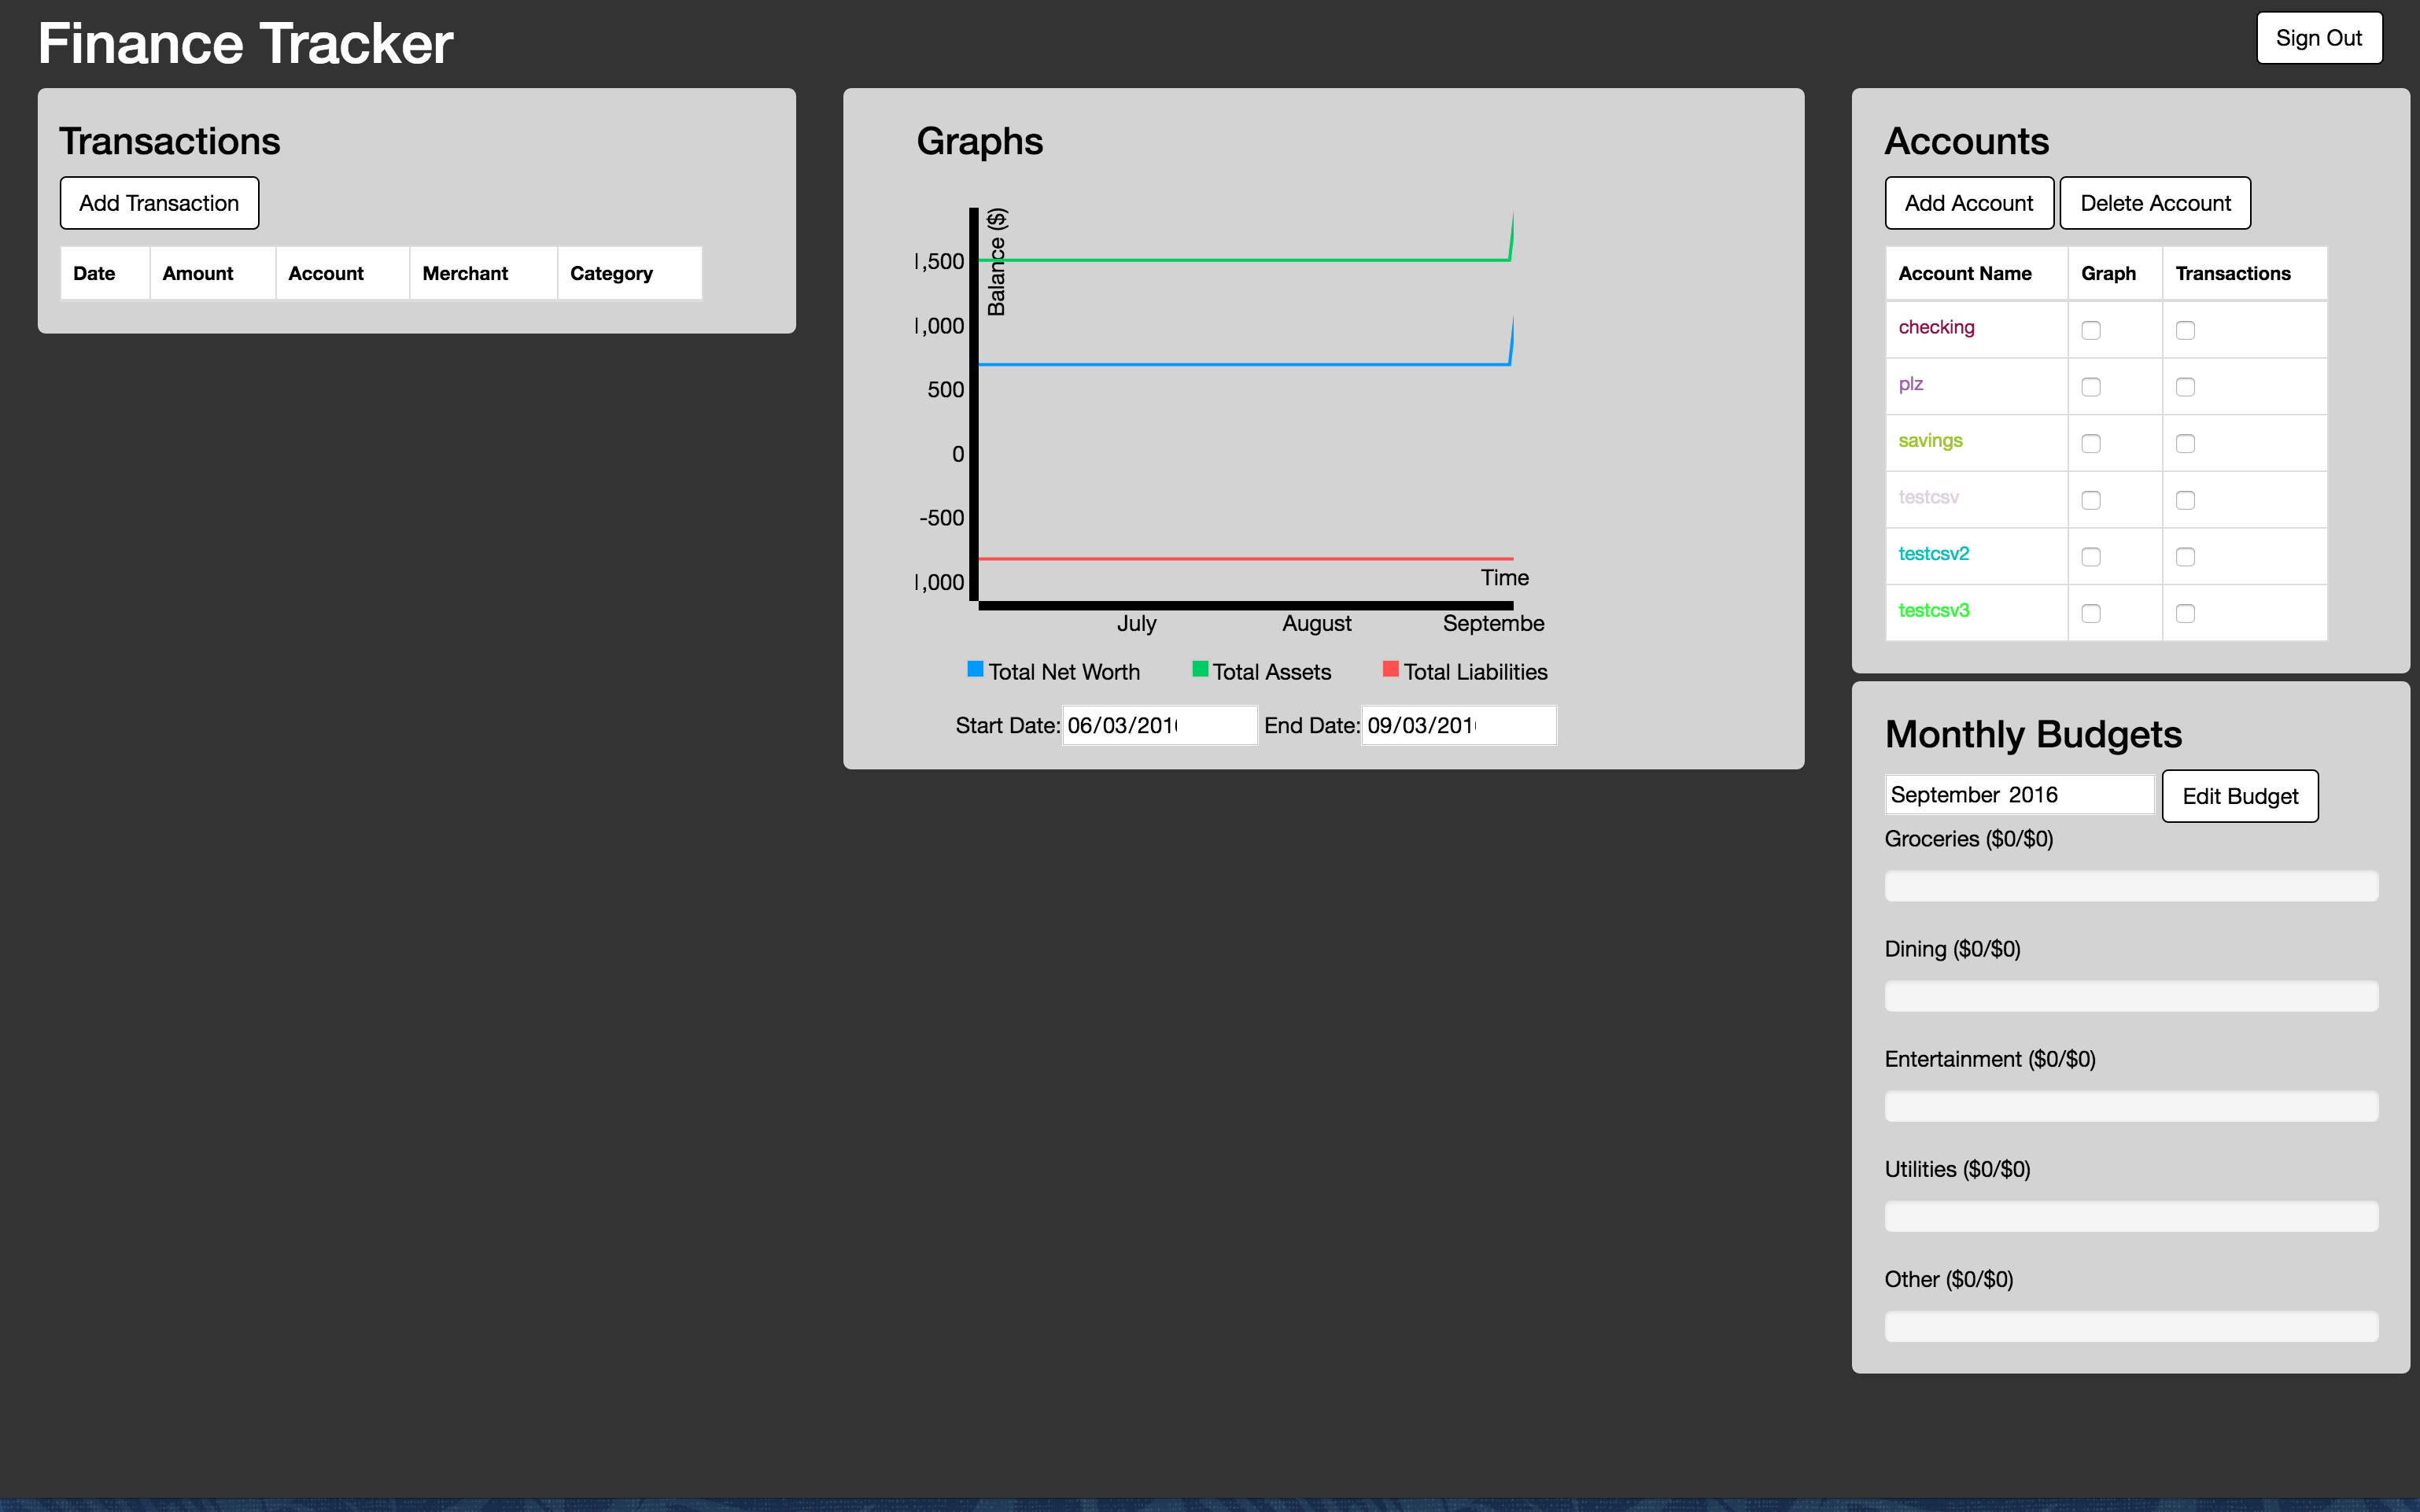 Finance Tracker
Sign Out
Transactions
Add Transaction
Date Amount Account Merchant Category
Graphs
Balance ($)
,500
,000
500
0
-500
,000
Time
July August Septembe
Total Net Worth Total Assets Total Liabilities
Start Date: 06/03/201 End Date: 09/03/201
Accounts
Add Account Delete Account
Account Name Graph Transactions
checking
plz
savings
testcsv
testcsv2
testcsv3
Monthly Budgets
September 2016 Edit Budget
Groceries ($0/$0)
Dining ($0/$0)
Entertainment ($0/$0)
Utilities ($0/$0)
Other ($0/$0)